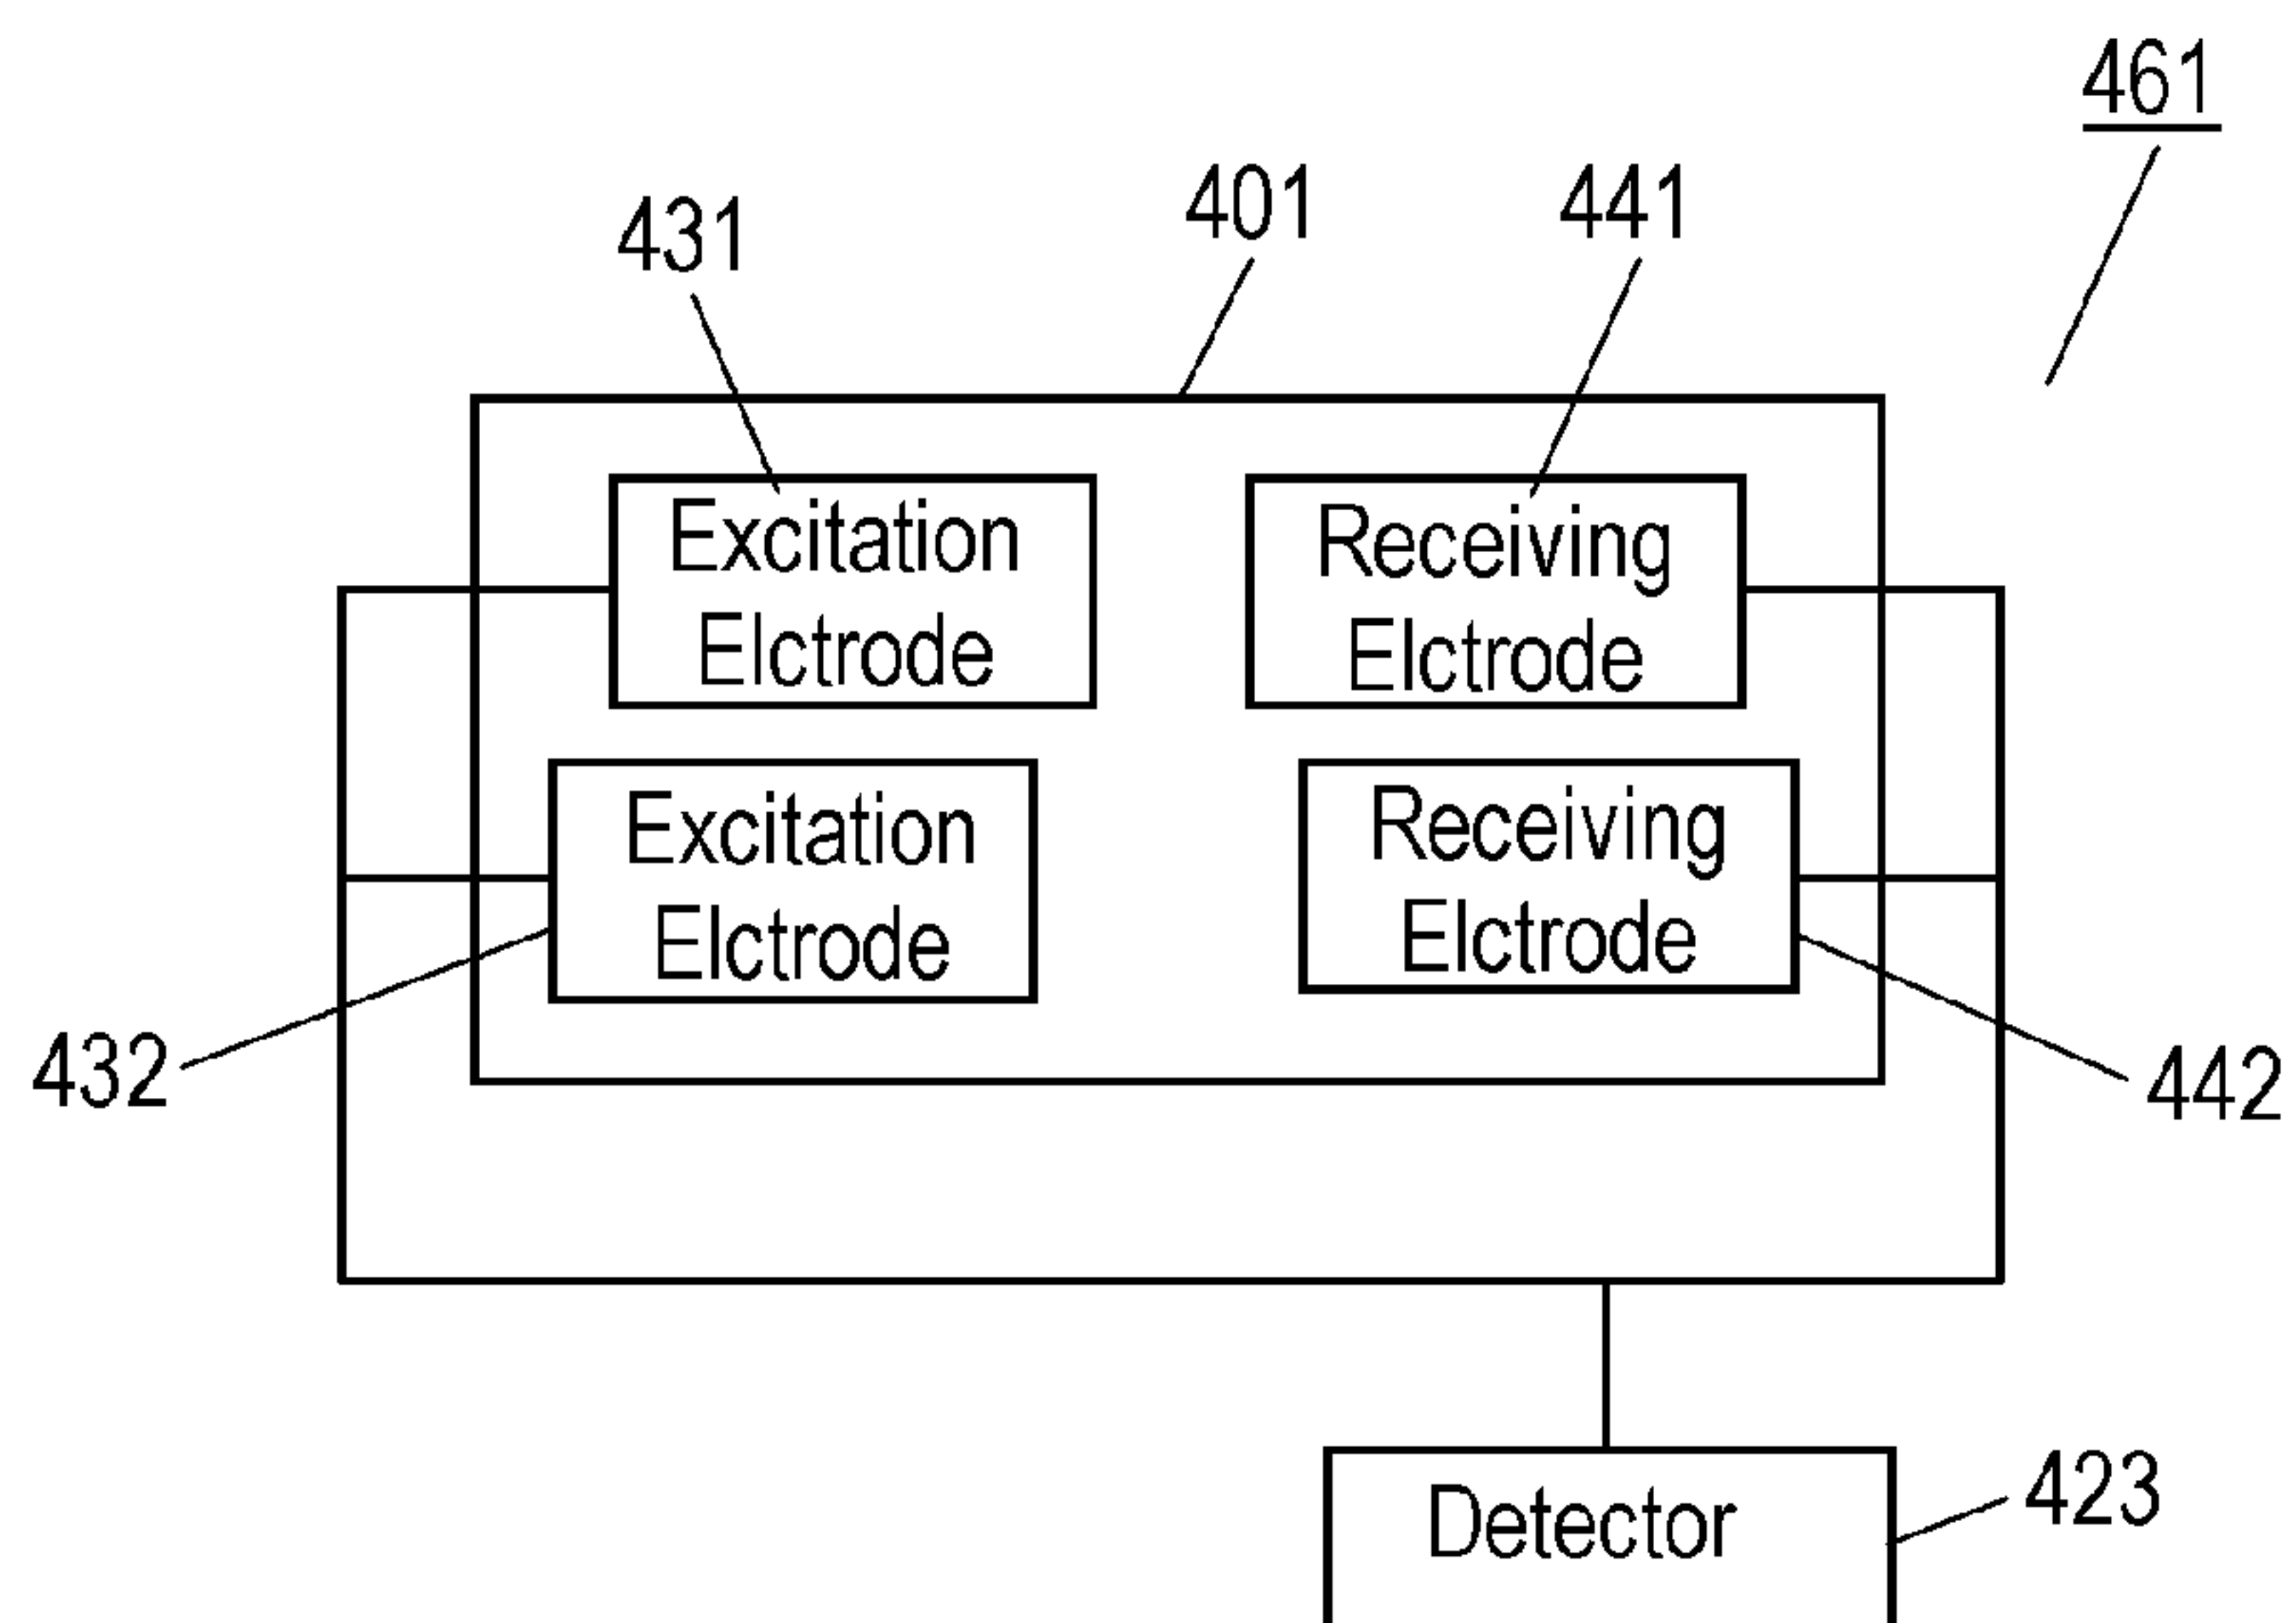 461
401
441
431
Excitation
Elctrode
Receiving
Elctrode
Excitation
Elctrode
Receiving
Elctrode
432
442
Detector
423